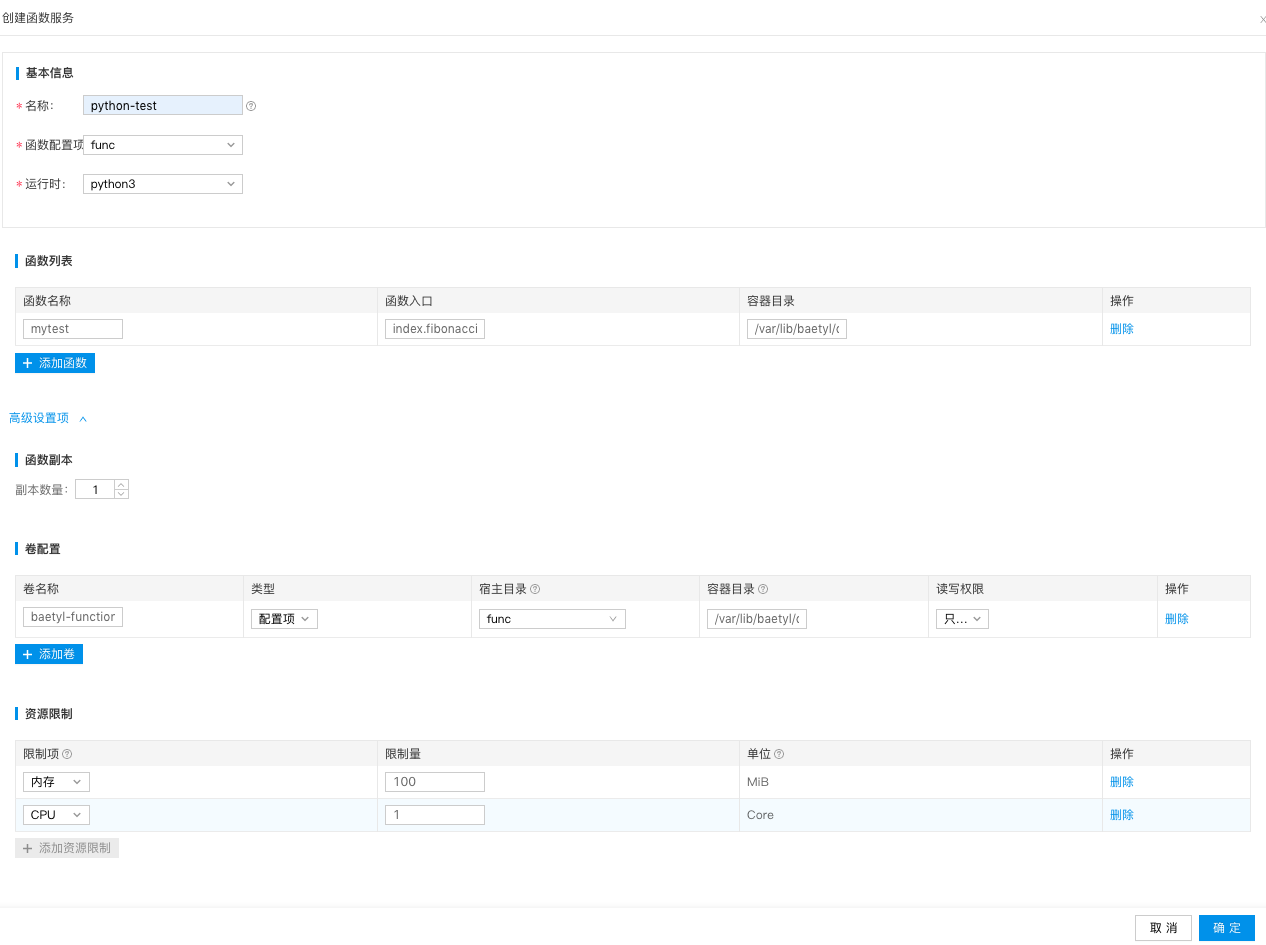 创建函数服务
基本信息
* 名称： python-test
* 函数配置项 func
* 运行时： python3
函数列表
函数名称 函数入口 容器目录 操作
mytest index.fibonacci /var/lib/baetyl/c 删除
+ 添加函数
高级设置项
函数副本
副本数量： 1
卷配置
卷名称 类型 宿主目录 容器目录 读写权限 操作
baetyl-function 配置项 func /var/lib/baetyl/c 只... 删除
+ 添加卷
资源限制
限制项 限制量 单位 操作
内存 100 MiB 删除
CPU 1 Core 删除
+ 添加资源限制
取消 确定